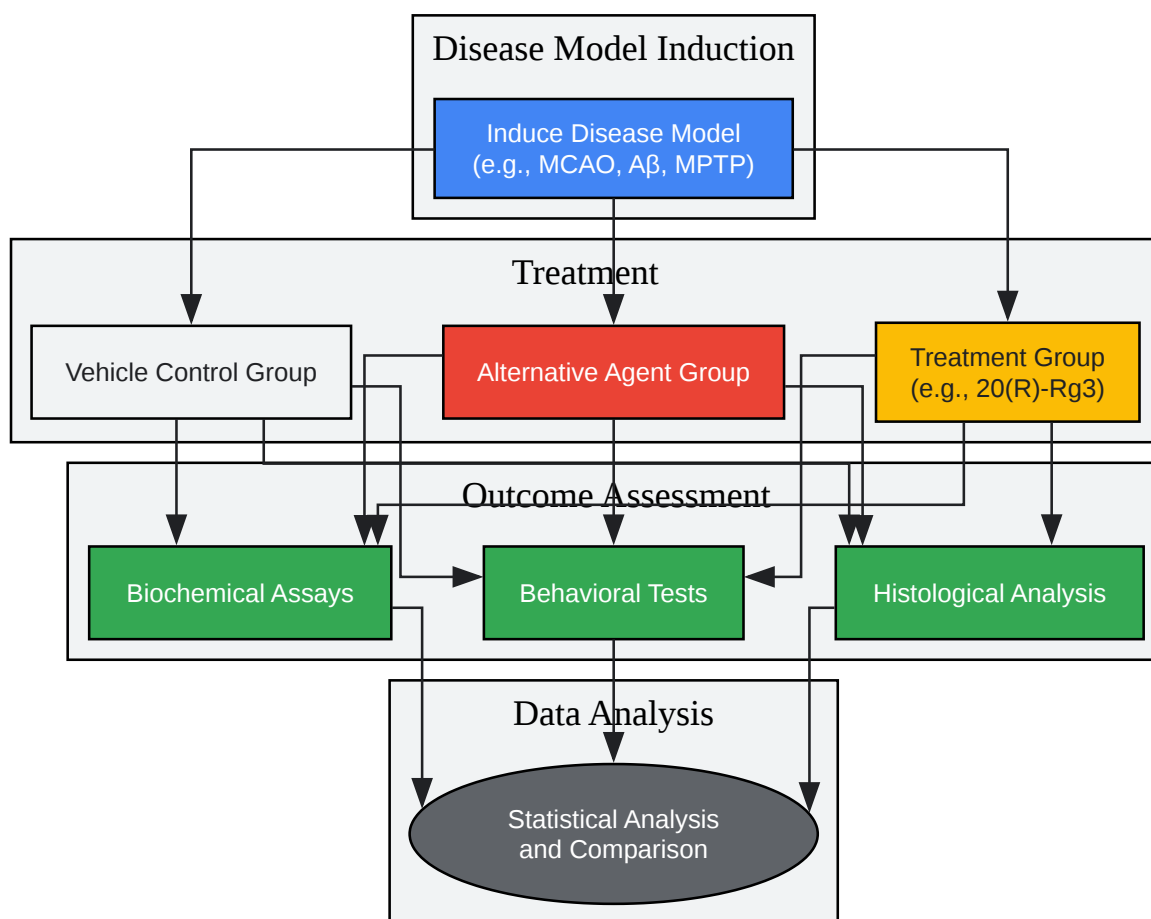 Disease Model Induction
Induce Disease Model
(e.g., MCAO, Aβ, MPTP)
Treatment
Vehicle Control Group
Alternative Agent Group
Treatment Group
(e.g., 20(R)-Rg3)
Outcome Assessment
Biochemical Assays
Behavioral Tests
Histological Analysis
Data Analysis
Statistical Analysis
and Comparison